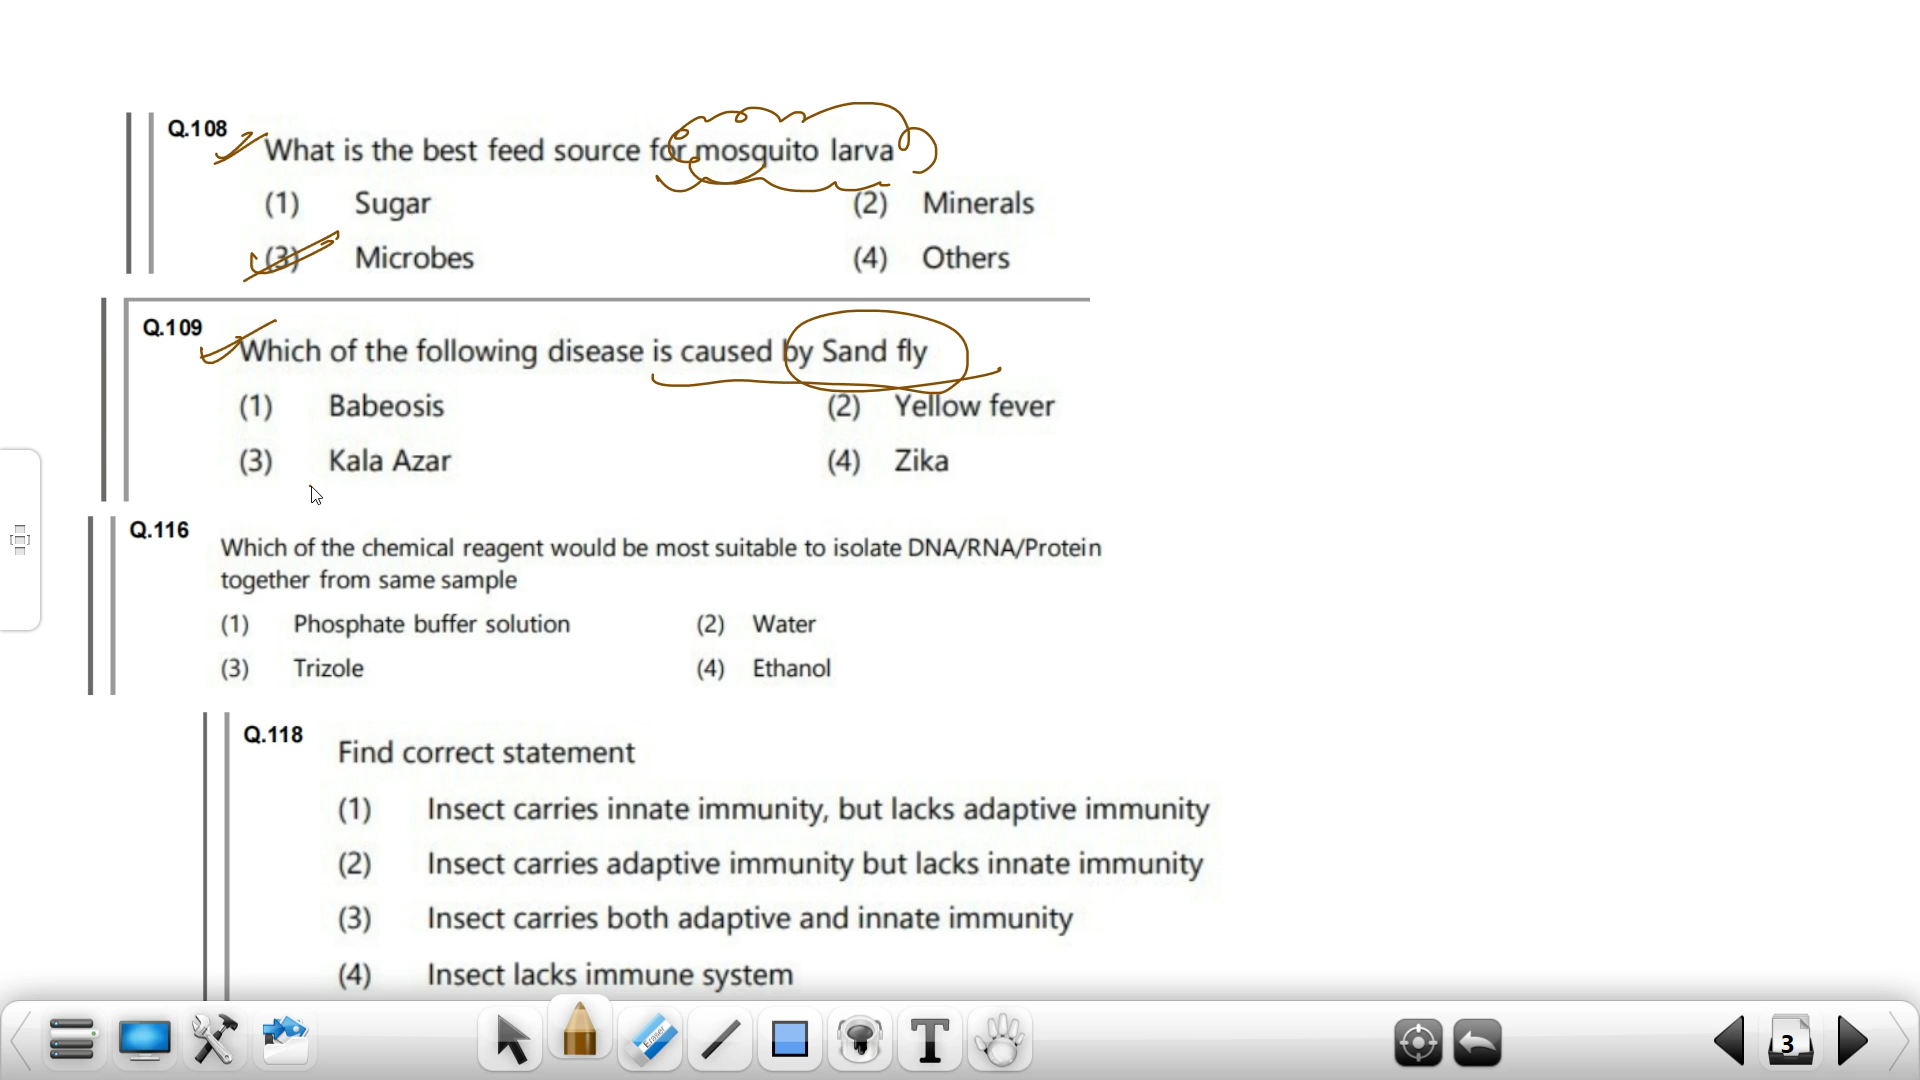 Q.108
What is the best feed source for mosquito larva
(1) Sugar (2) Minerals
(3) Microbes (4) Others
Q.109
Which of the following disease is caused by Sand fly
(1) Babeosis (2) Yellow fever
(3) Kala Azar (4) Zika
Q.116
Which of the chemical reagent would be most suitable to isolate DNA/RNA/Protein
together from same sample
(1) Phosphate buffer solution (2) Water
(3) Trizole (4) Ethanol
Q.118
Find correct statement
(1) Insect carries innate immunity, but lacks adaptive immunity
(2) Insect carries adaptive immunity but lacks innate immunity
(3) Insect carries both adaptive and innate immunity
(4) Insect lacks immune system
Eraser
T
3